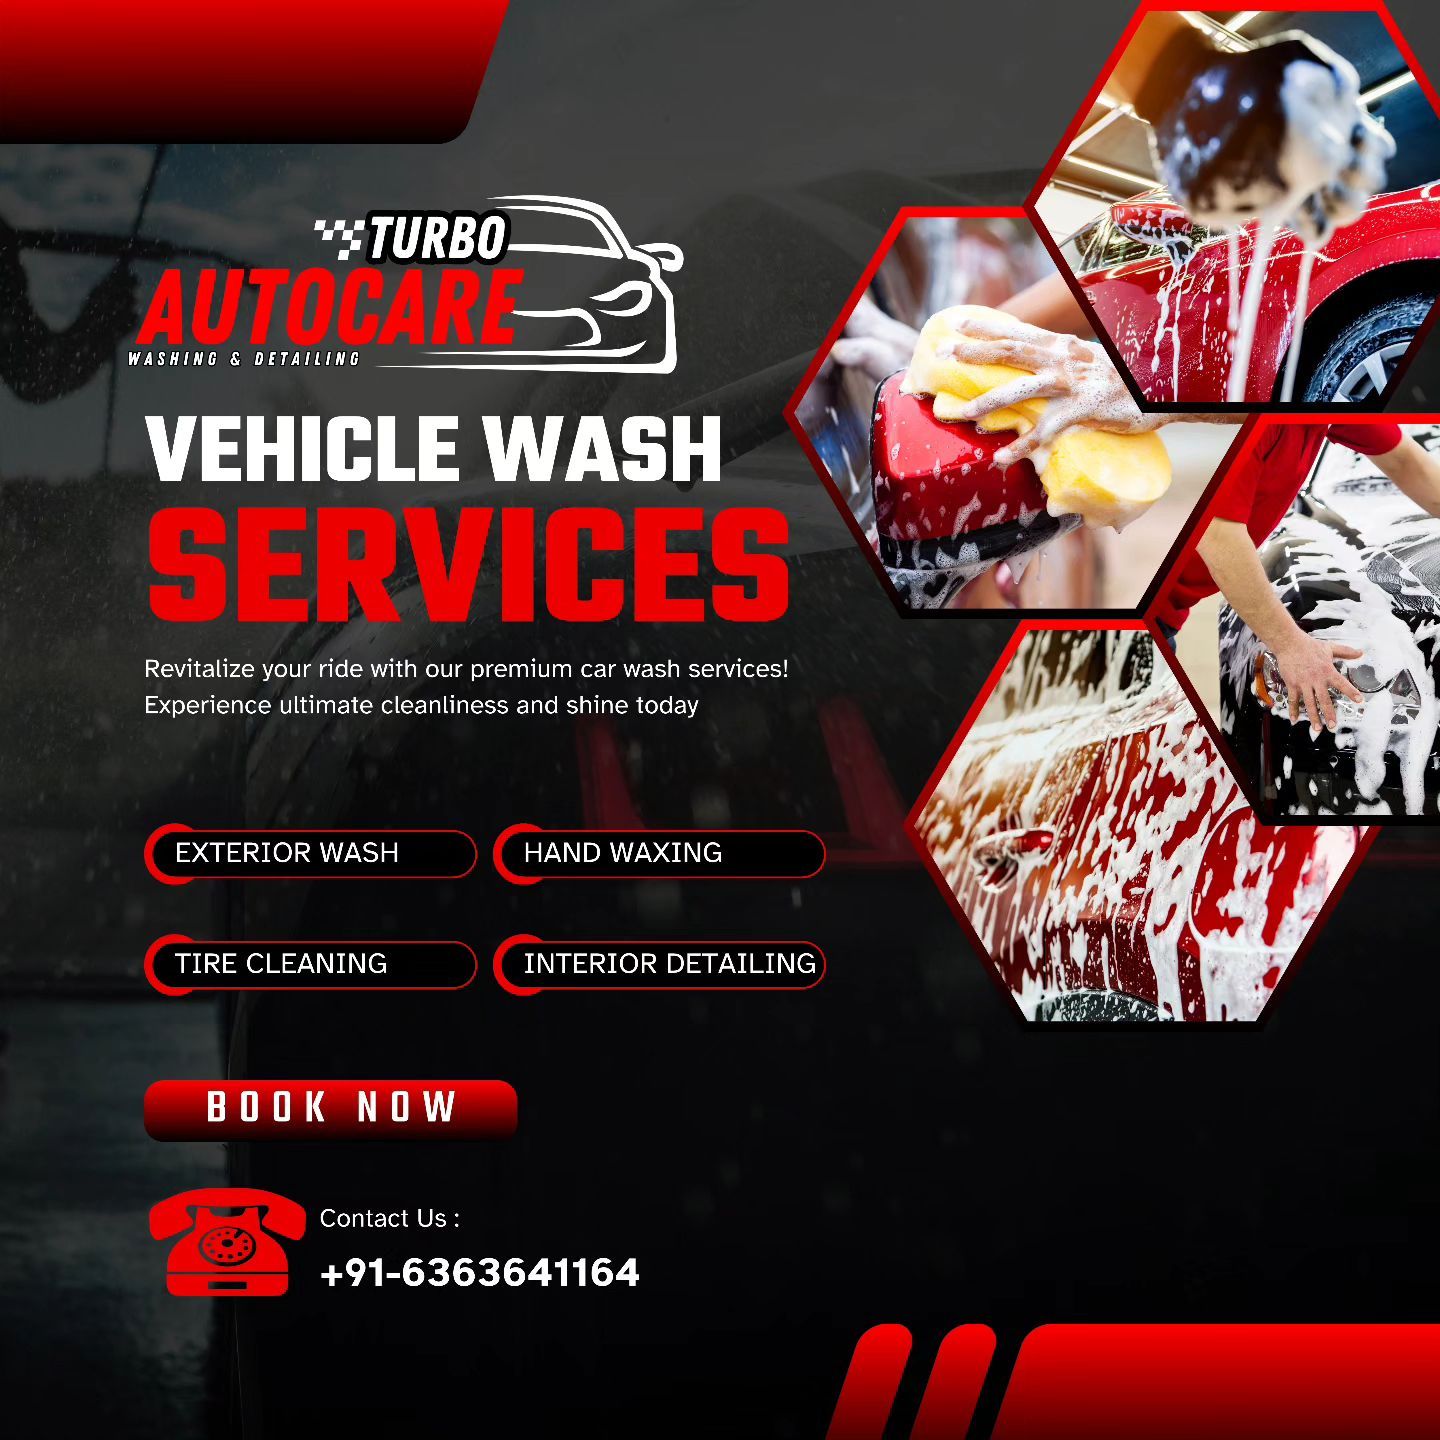 TURBO
AUTOCARE
WASHING & DETAILING
VEHICLE WASH
SERVICES
Revitalize your ride with our premium car wash services!
Experience ultimate cleanliness and shine today
EXTERIOR WASH
HAND WAXING
TIRE CLEANING
INTERIOR DETAILING
BOOK NOW
Contact Us :
+91-6363641164